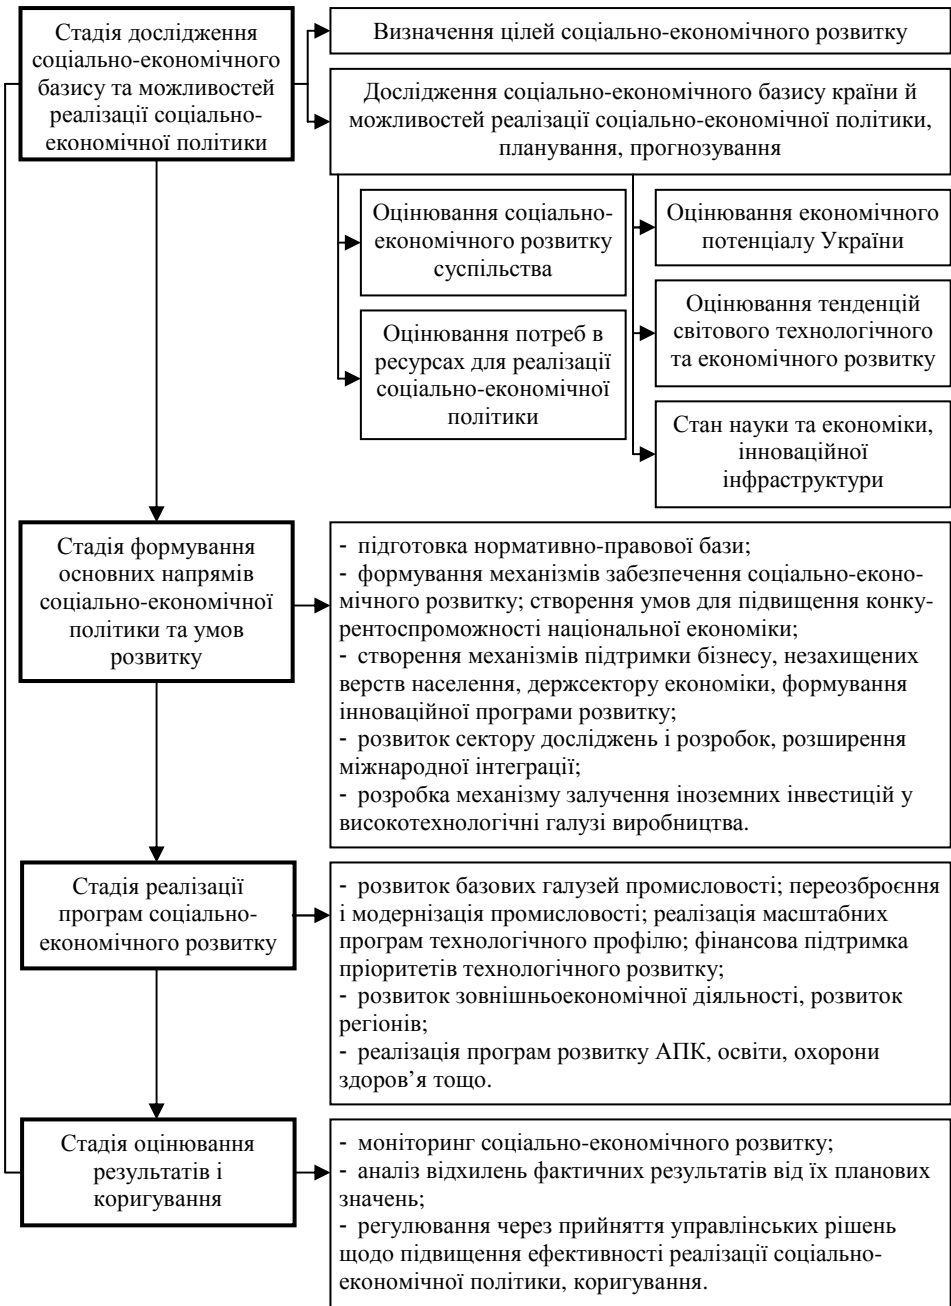 Стадія дослідження
соціально-економічного
базису та можливостей
реалізації соціально-
економічної політики
Визначення цілей соціально-економічного розвитку
Дослідження соціально-економічного базису країни й
можливостей реалізації соціально-економічної політики,
планування, прогнозування
Оцінювання соціально-
економічного розвитку
суспільства
Оцінювання потреб в
ресурсах для реалізації
соціально-економічної
політики
Оцінювання економічного
потенціалу України
Оцінювання тенденцій
світового технологічного
та економічного розвитку
Стан науки та економіки,
інноваційної
інфраструктури
Стадія формування
основних напрямів
соціально-економічної
політики та умов
розвитку
- підготовка нормативно-правової бази;
- формування механізмів забезпечення соціально-еконо-
мічного розвитку; створення умов для підвищення конку-
рентоспроможності національної економіки;
- створення механізмів підтримки бізнесу, незахищених
верств населення, держсектору економіки, формування
інноваційної програми розвитку;
- розвиток сектору досліджень і розробок, розширення
міжнародної інтеграції;
- розробка механізму залучення іноземних інвестицій у
високотехнологічні галузі виробництва.
Стадія реалізації
програм соціально-
економічного розвитку
- розвиток базових галузей промисловості; переозброєння
і модернізація промисловості; реалізація масштабних
програм технологічного профілю; фінансова підтримка
пріоритетів технологічного розвитку;
- розвиток зовнішньоекономічної діяльності, розвиток
регіонів;
- реалізація програм розвитку АПК, освіти, охорони
здоров’я тощо.
Стадія оцінювання
результатів і
коригування
- моніторинг соціально-економічного розвитку;
- аналіз відхилень фактичних результатів від їх планових
значень;
- регулювання через прийняття управлінських рішень
щодо підвищення ефективності реалізації соціально-
економічної політики, коригування.